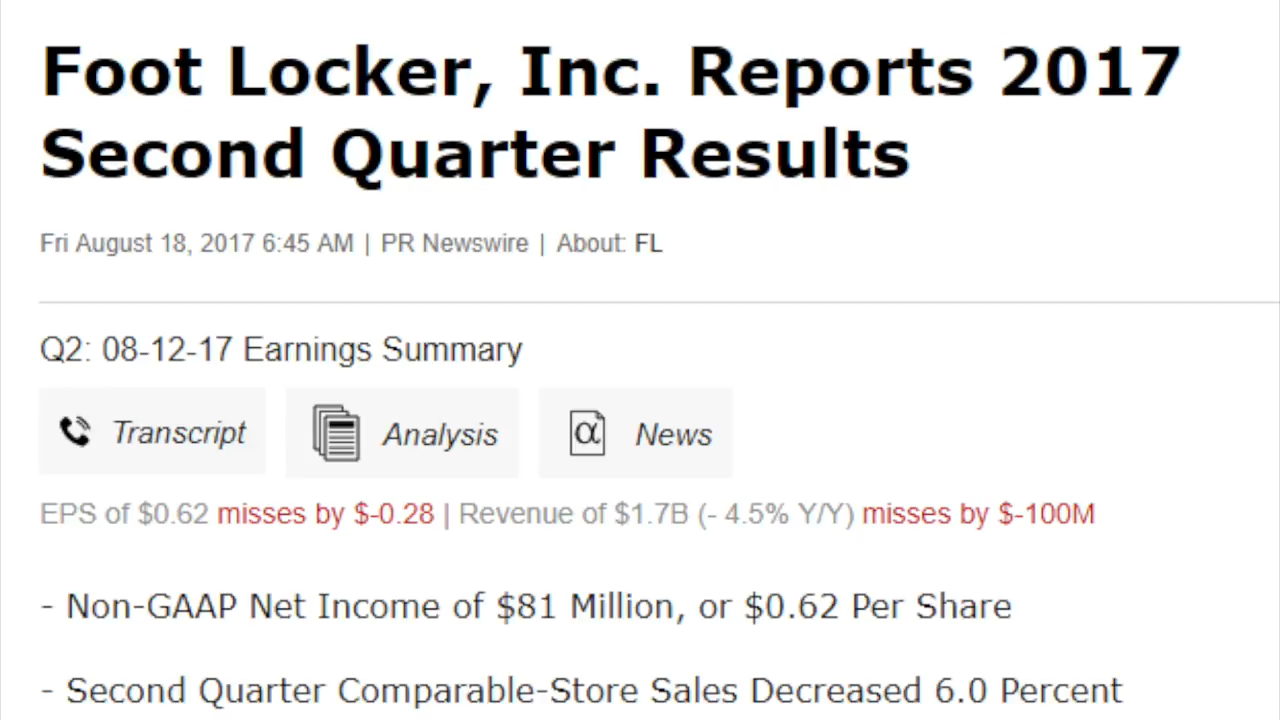 Foot Locker, Inc. Reports 2017
Second Quarter Results
Fri August 18, 2017 6:45 AM | PR Newswire | About: FL
Q2: 08-12-17 Earnings Summary
Transcript Analysis α News
EPS of $0.62 misses by $-0.28 | Revenue of $1.7B (- 4.5% Y/Y) misses by $-100M
- Non-GAAP Net Income of $81 Million, or $0.62 Per Share
- Second Quarter Comparable-Store Sales Decreased 6.0 Percent